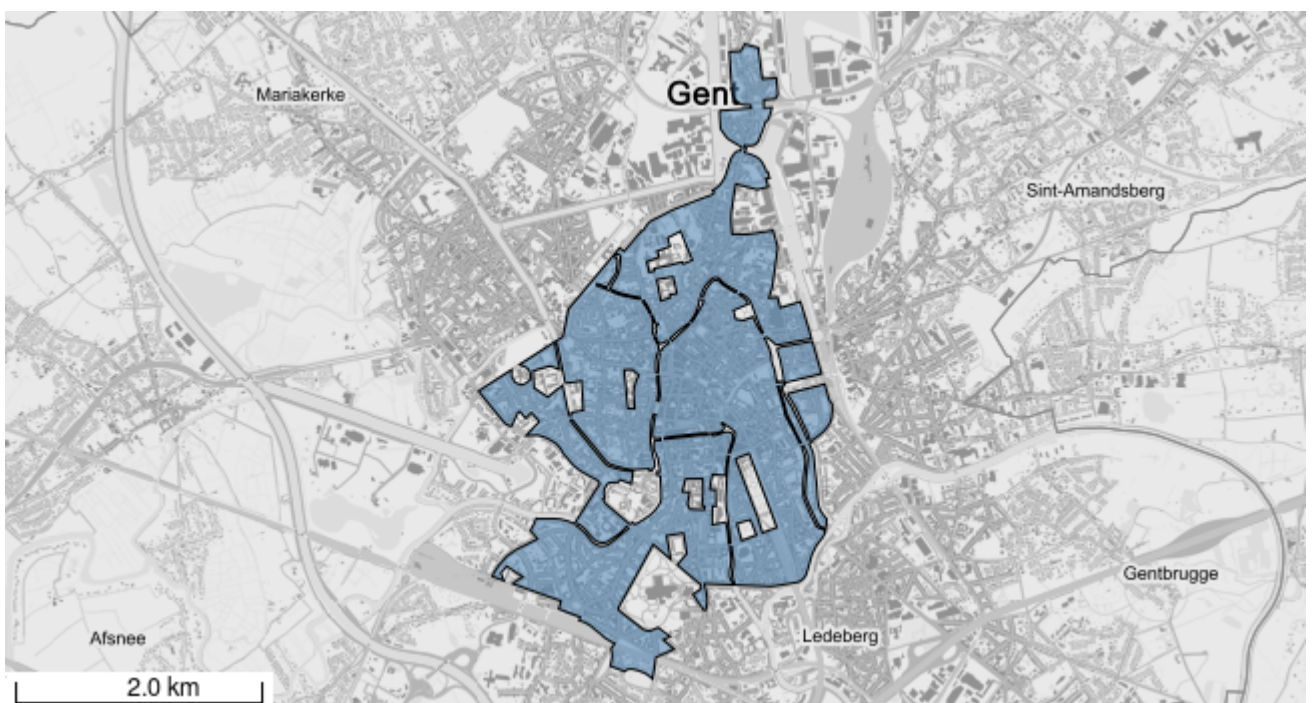 Mariakerke
Gent
Sint-Amandsberg
Gentbrugge
Afsnee
Ledeberg
2.0 km